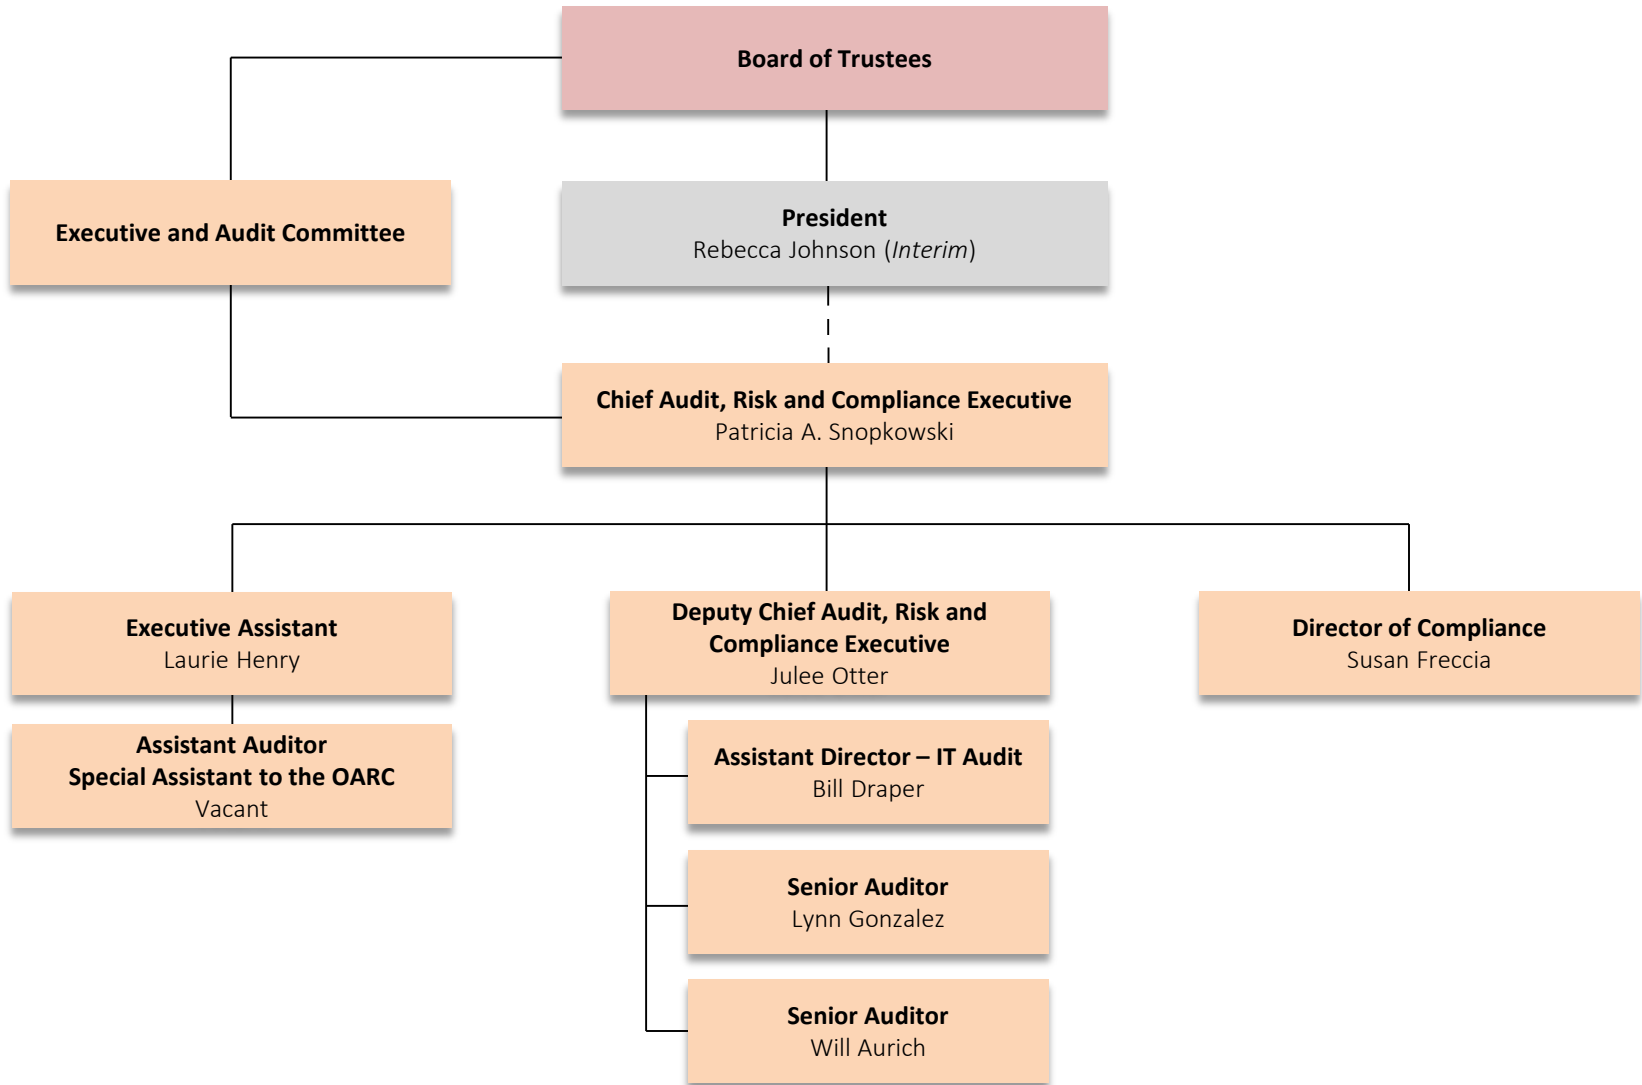 Board of Trustees
Executive and Audit Committee
President
Rebecca Johnson (Interim)
Chief Audit, Risk and Compliance Executive
Patricia A. Snopkowski
Executive Assistant
Laurie Henry
Deputy Chief Audit, Risk and
Compliance Executive
Julee Otter
Director of Compliance
Susan Freccia
Assistant Auditor
Special Assistant to the OARC
Vacant
Assistant Director – IT Audit
Bill Draper
Senior Auditor
Lynn Gonzalez
Senior Auditor
Will Aurich